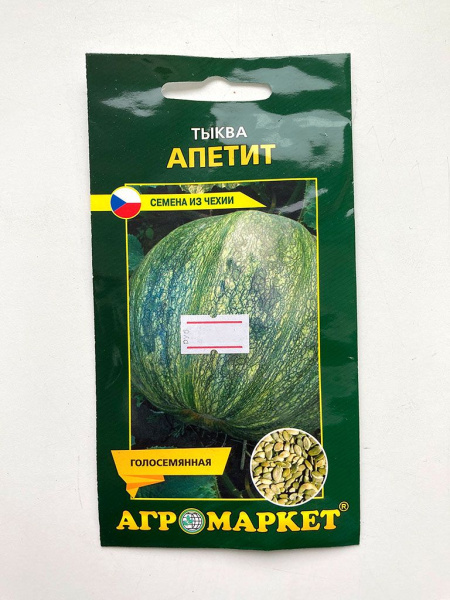 ТЫКВА
АПЕТИТ
СЕМЕНА ИЗ ЧЕХИИ
ГОЛОСЕМЯННАЯ
АГРОМАРКЕТ®